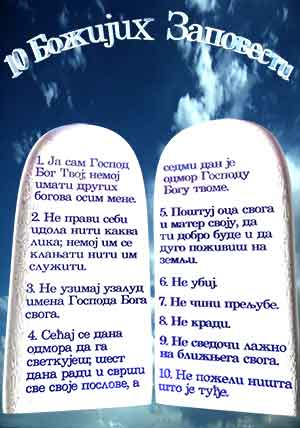 10 Божијих Заповести
1. Ја сам Господ
Бог Твој; немој
имати других
богова осим мене.
2. Не прави себи
идола нити каква
лика; немој им се
клањати нити им
служити.
3. Не узимај узалуд
имена Господа Бога
свога.
4. Сећај се дана
одмора да га
светкујеш; шест
дана ради и сврши
све своје послове, а
седми дан је
одмор Господу
Богу твоме.
5. Поштуј оца свога
и матер своју, да
ти добро буде и да
дуго поживиш на
земљи.
6. Не убиј.
7. Не чини прељубе.
8. Не кради.
9. Не сведочи лажно
на ближњега свога.
10. Не пожели ништа
што је туђе.